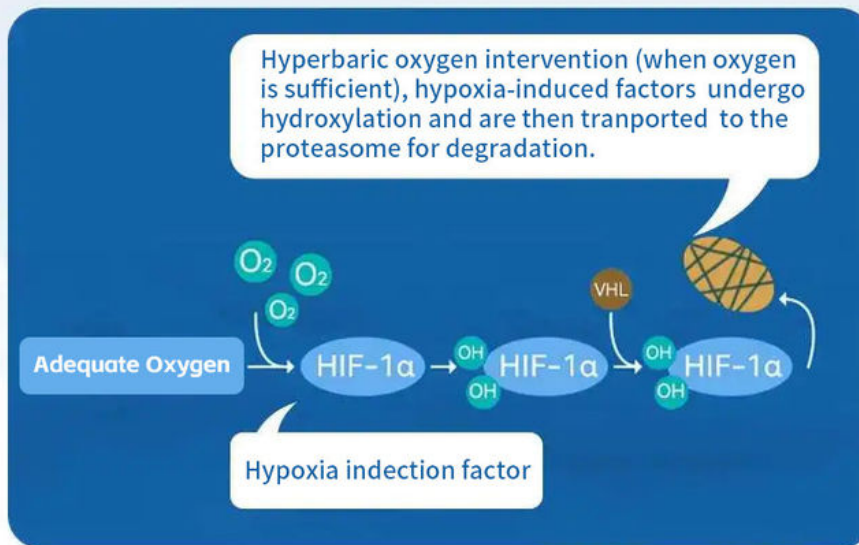 Hyperbaric oxygen intervention (when oxygen
is sufficient), hypoxia-induced factors undergo
hydroxylation and are then tranported to the
proteasome for degradation.
O₂
O₂
O₂
VHL
Adequate Oxygen
HIF-1α
OH
OH
HIF-1α
OH
OH
HIF-1α
Hypoxia indection factor